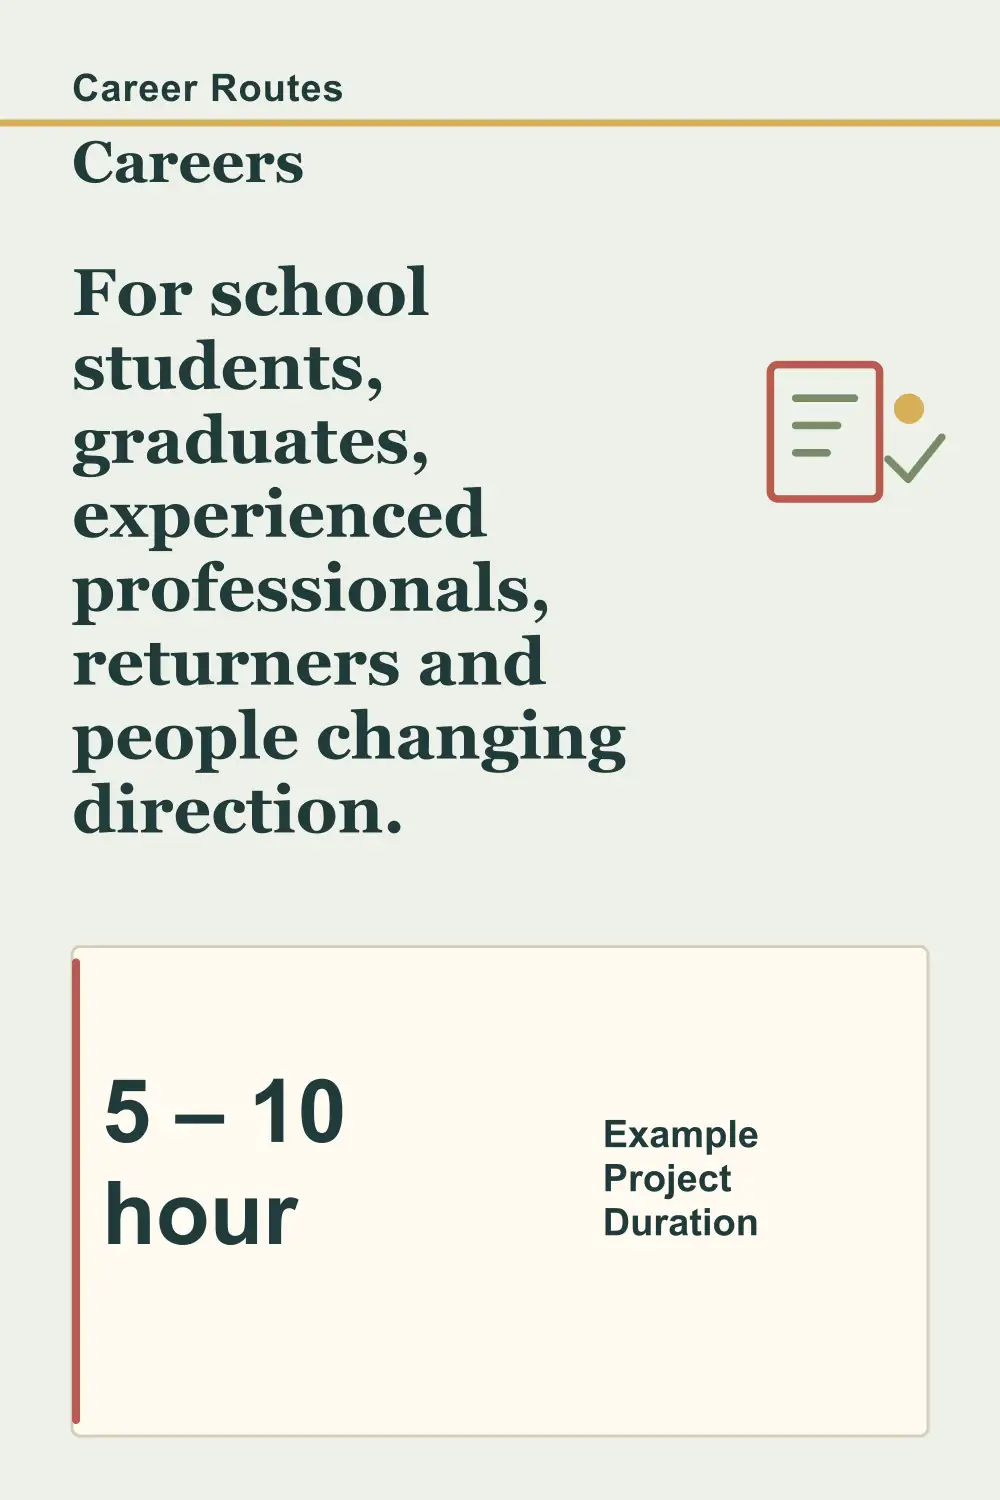 Career Routes
Careers
For school
students,
graduates,
experienced
professionals,
returners and
people changing
direction.
5 – 10
hour
Example
Project
Duration